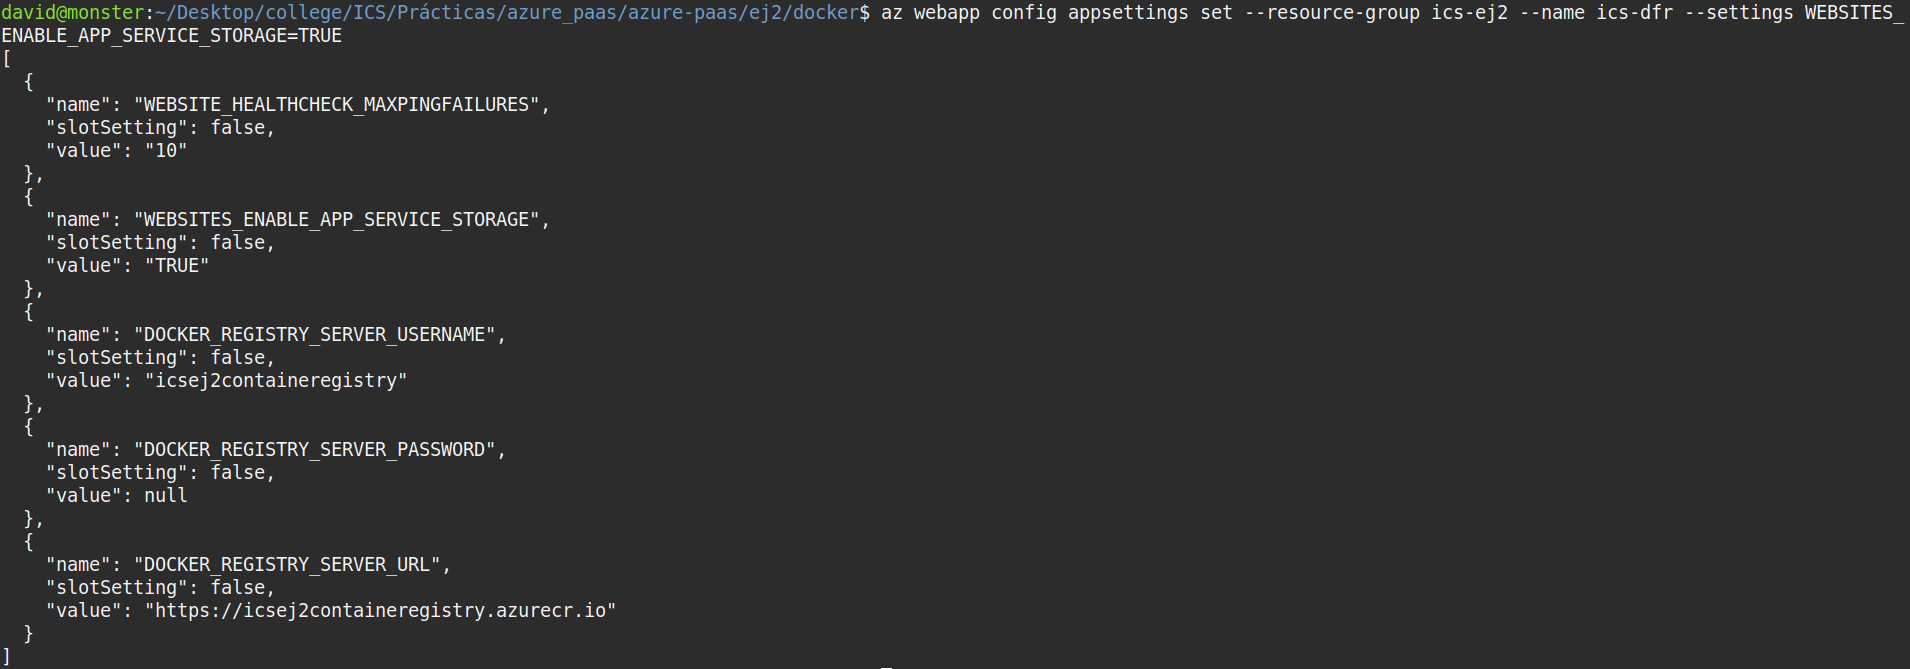 david@monster:~/Desktop/college/ICS/Prácticas/azure_paas/azure-paas/ej2/docker$ az webapp config appsettings set --resource-group ics-ej2 --name ics-dfr --settings WEBSITES_
ENABLE_APP_SERVICE_STORAGE=TRUE
[
  {
    "name": "WEBSITE_HEALTHCHECK_MAXPINGFAILURES",
    "slotSetting": false,
    "value": "10"
  },
  {
    "name": "WEBSITES_ENABLE_APP_SERVICE_STORAGE",
    "slotSetting": false,
    "value": "TRUE"
  },
  {
    "name": "DOCKER_REGISTRY_SERVER_USERNAME",
    "slotSetting": false,
    "value": "icsej2containeregistry"
  },
  {
    "name": "DOCKER_REGISTRY_SERVER_PASSWORD",
    "slotSetting": false,
    "value": null
  },
  {
    "name": "DOCKER_REGISTRY_SERVER_URL",
    "slotSetting": false,
    "value": "https://icsej2containeregistry.azurecr.io"
  }
]